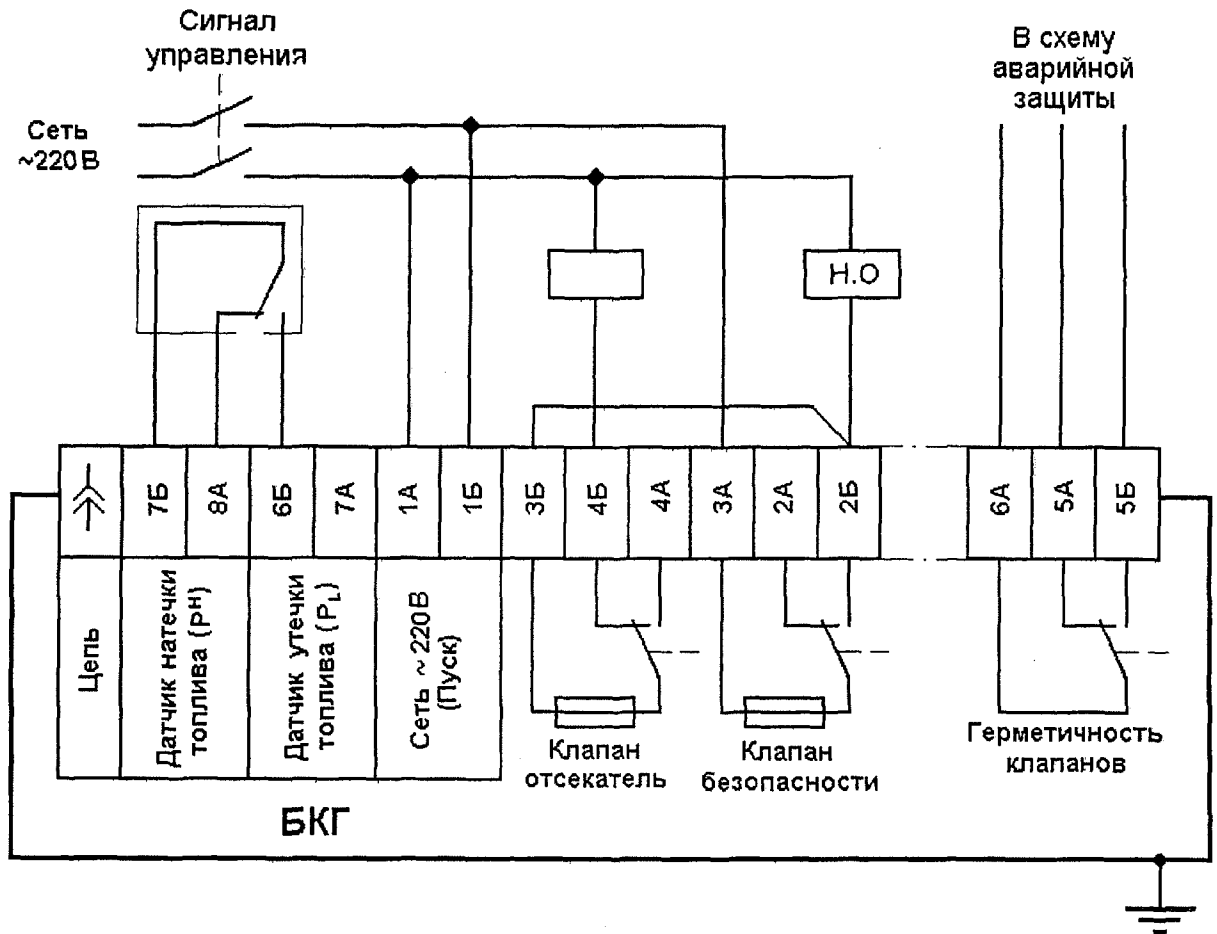 Сигнал
управления
В схему
аварийной
защиты
Сеть
~220В
Н.О
7Б
8А
6Б
7А
1А
1Б
3Б
4Б
4А
3А
2А
2Б
6А
5А
5Б
Цепь
Датчик натечки
топлива (PH)
Датчик утечки
топлива (PL)
Сеть ~ 220В
(Пуск)
Клапан
отсекатель
Клапан
безопасности
Герметичность
клапанов
БКГ